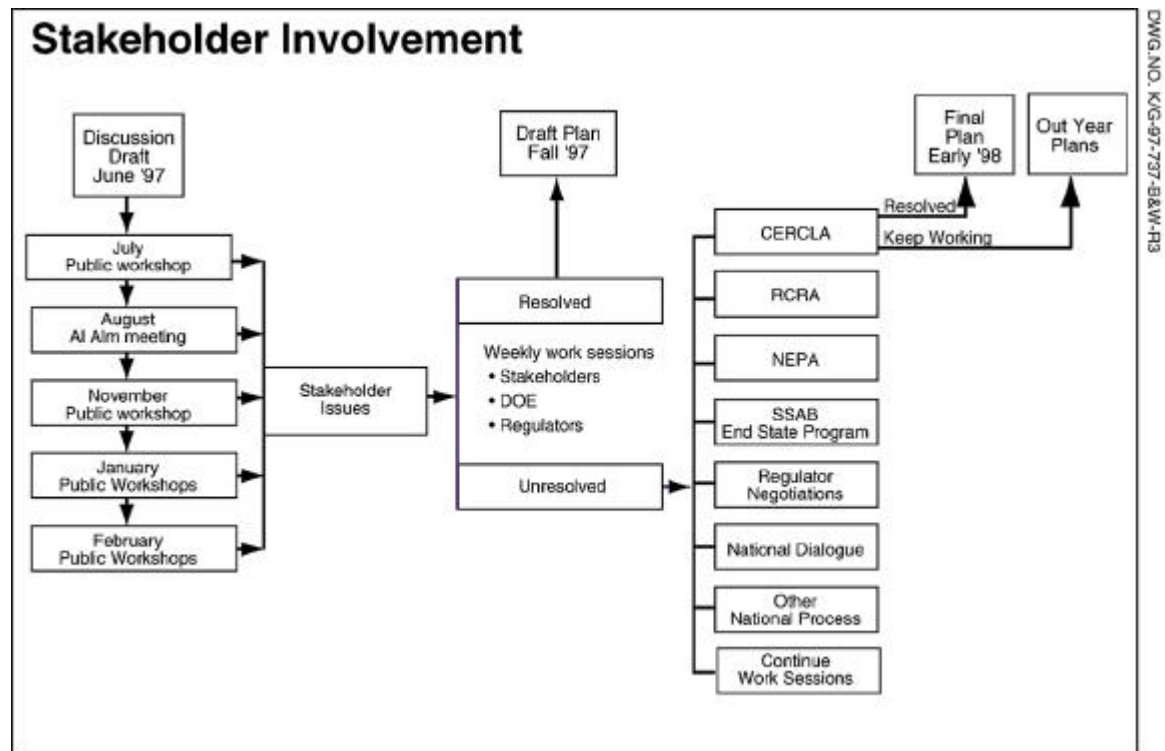 Stakeholder Involvement
DWG.NO. K/G-97-737-B&W-R3
Discussion
Draft
June '97
July
Public workshop
August
Al Alm meeting
November
Public workshop
January
Public Workshops
February
Public Workshops
Stakeholder
Issues
Draft Plan
Fall '97
Resolved
Weekly work sessions
• Stakeholders
• DOE
• Regulators
Unresolved
Final
Plan
Early '98
Out Year
Plans
Resolved
Keep Working
CERCLA
RCRA
NEPA
SSAB
End State Program
Regulator
Negotiations
National Dialogue
Other
National Process
Continue
Work Sessions